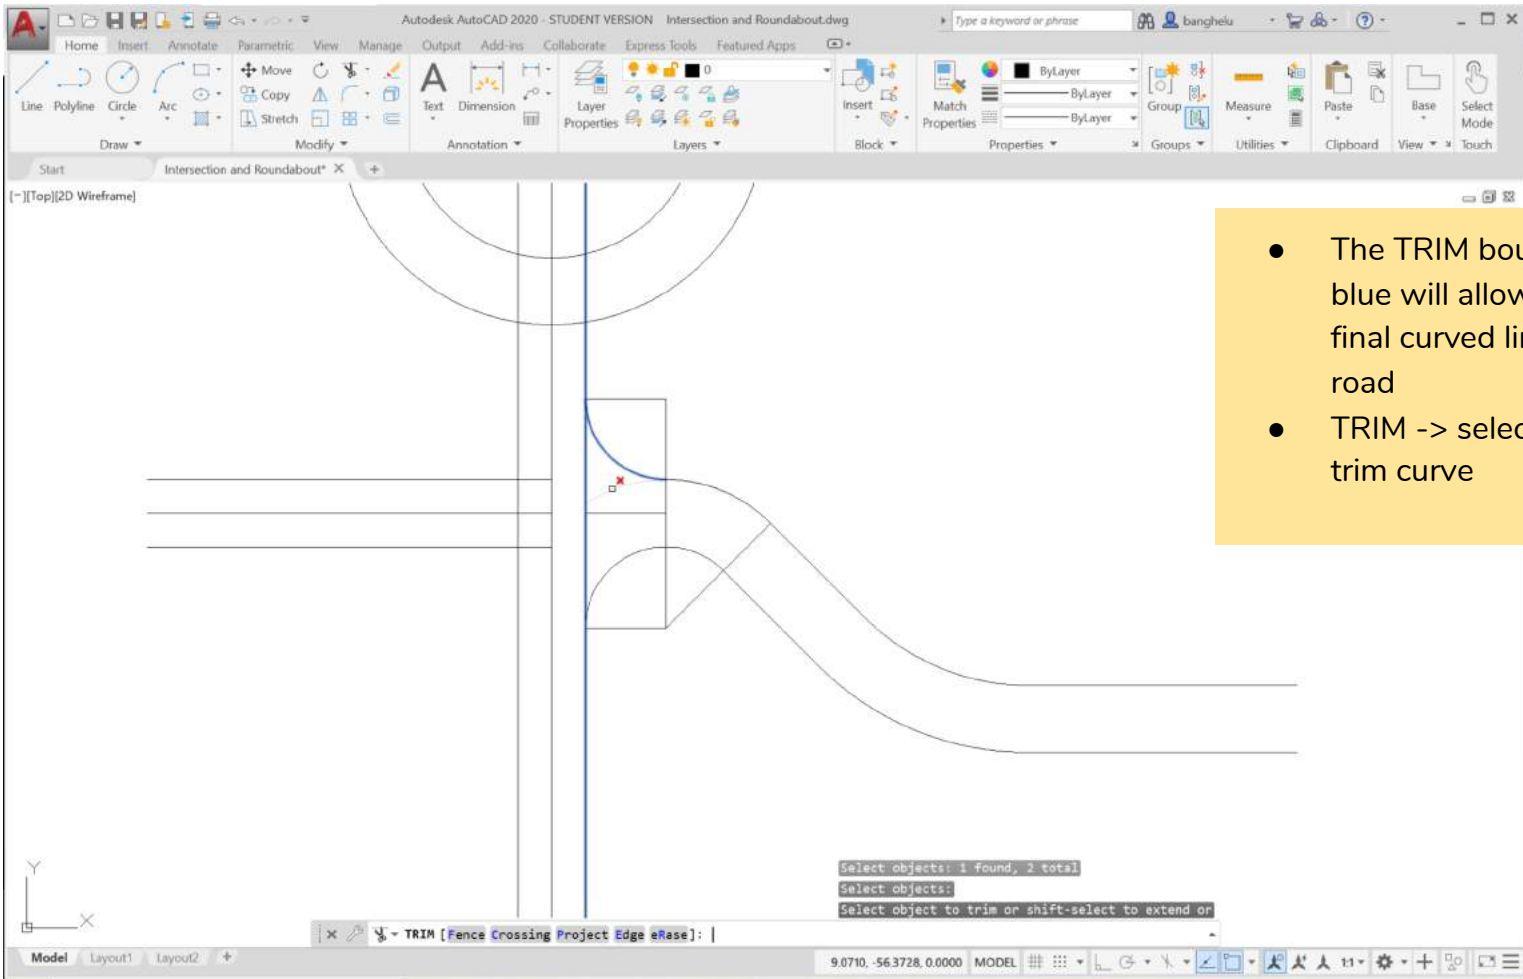 Autodesk AutoCAD 2020 - STUDENT VERSION Intersection and Roundabout.dwg
Type a keyword or phrase
banghelu
Home Insert Annotate Parametric View Manage Output Add-ins Collaborate Express Tools Featured Apps
Move
0
ByLayer
Copy
ByLayer
Line Polyline Circle Arc
Text Dimension
Layer
Properties
Insert
Match
Properties
Group
Measure
Paste
Base
Select
Mode
Stretch
ByLayer
Draw Modify Annotation Layers Block Properties Groups Utilities Clipboard View Touch
Start Intersection and Roundabout* +
[-][Top][2D Wireframe]
● The TRIM bou
blue will allow
final curved li
road
● TRIM -> selec
trim curve
Y
X
Select objects: 1 found, 2 total
Select objects:
Select object to trim or shift-select to extend or
TRIM [Fence Crossing Project Edge eRase]:
Model Layout1 Layout2 +
9.0710, -56.3728, 0.0000 MODEL 1:1